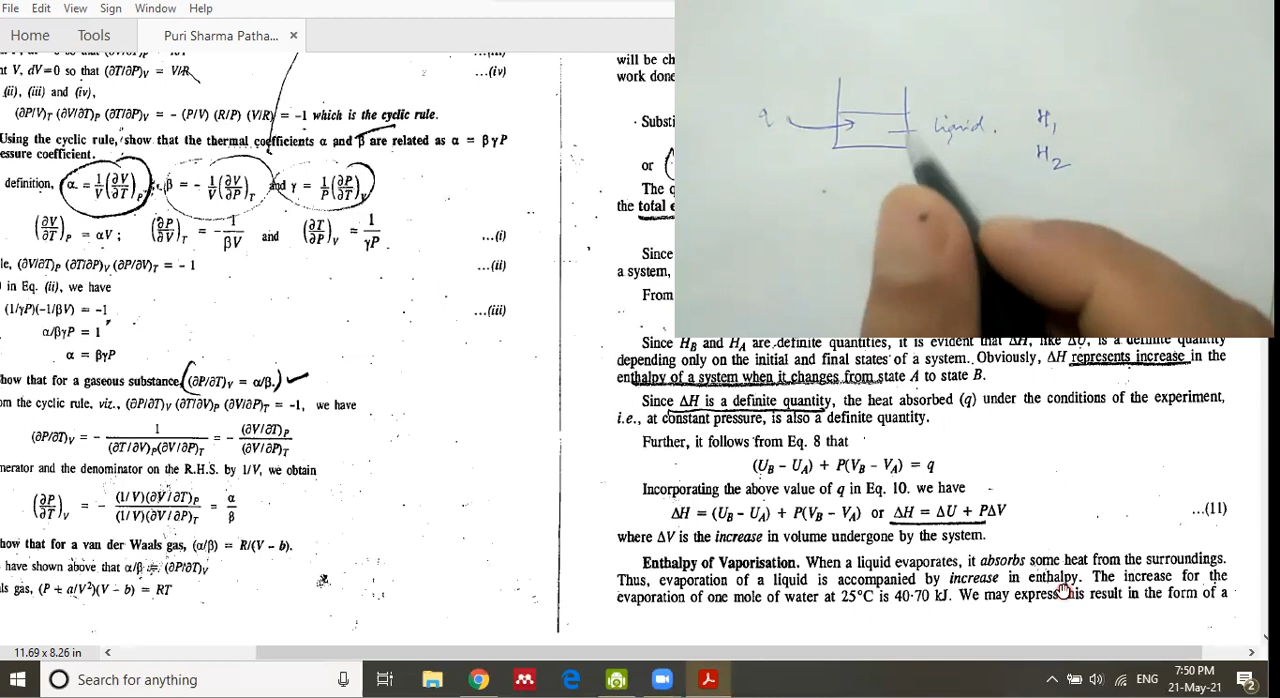 File Edit View Sign Window Help
Home Tools Puri Sharma Patha... ×
nt V, dV=0 so that (∂T/∂P)V = V/R
...(iv)
(ii), (iii) and (iv),
(∂P/∂V)T (∂V/∂T)P (∂T/∂P)V = – (P/V) (R/P) (V/R) = –1 which is the cyclic rule.
Using the cyclic rule, show that the thermal coefficients α and β are related as α = βγP
essure coefficient.
definition, α = 1/V (∂V/∂T)P ; β = – 1/V (∂V/∂P)T and γ = 1/P (∂P/∂T)V
(∂V/∂T)P = αV ; (∂P/∂V)T = – 1/βV and (∂T/∂P)V = 1/γP ...(i)
le, (∂V/∂T)P (∂T/∂P)V (∂P/∂V)T = – 1 ...(ii)
in Eq. (ii), we have
(1/γP)(–1/βV) = –1 ...(iii)
α/βγP = 1
α = βγP
how that for a gaseous substance, (∂P/∂T)V = α/β.
om the cyclic rule, viz., (∂P/∂T)V (∂T/∂V)P (∂V/∂P)T = –1, we have
(∂P/∂T)V = – 1/(∂T/∂V)P(∂V/∂P)T = – (∂V/∂T)P/(∂V/∂P)T
nerator and the denominator on the R.H.S. by 1/V, we obtain
(∂P/∂T)V = – (1/V)(∂V/∂T)P/(1/V)(∂V/∂P)T = α/β
how that for a van der Waals gas, (α/β) = R/(V – b).
have shown above that α/β = (∂P/∂T)V
als gas, (P + a/V²)(V – b) = RT
will be ch
work done
Substi
or
The q
the total e
Since
a system,
From
q liquid. H1
H2
Since HB and HA are definite quantities, it is evident that ΔH, like ΔU, is a definite quantity
depending only on the initial and final states of a system. Obviously, ΔH represents increase in the
enthalpy of a system when it changes from state A to state B.
Since ΔH is a definite quantity, the heat absorbed (q) under the conditions of the experiment,
i.e., at constant pressure, is also a definite quantity.
Further, it follows from Eq. 8 that
(UB – UA) + P(VB – VA) = q
Incorporating the above value of q in Eq. 10. we have
ΔH = (UB – UA) + P(VB – VA) or ΔH = ΔU + PΔV ...(11)
where ΔV is the increase in volume undergone by the system.
Enthalpy of Vaporisation. When a liquid evaporates, it absorbs some heat from the surroundings.
Thus, evaporation of a liquid is accompanied by increase in enthalpy. The increase for the
evaporation of one mole of water at 25°C is 40·70 kJ. We may express this result in the form of a
11.69 x 8.26 in
Search for anything
ENG
7:50 PM
21-May-21
2